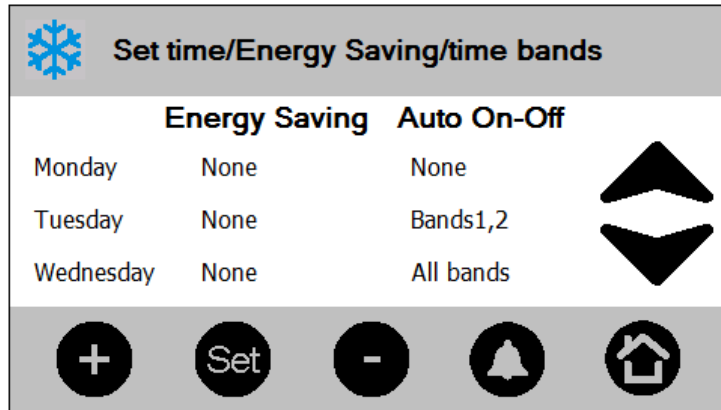 Set time/Energy Saving/time bands
Energy Saving Auto On-Off
Monday None None
Tuesday None Bands1,2
Wednesday None All bands
+ Set -